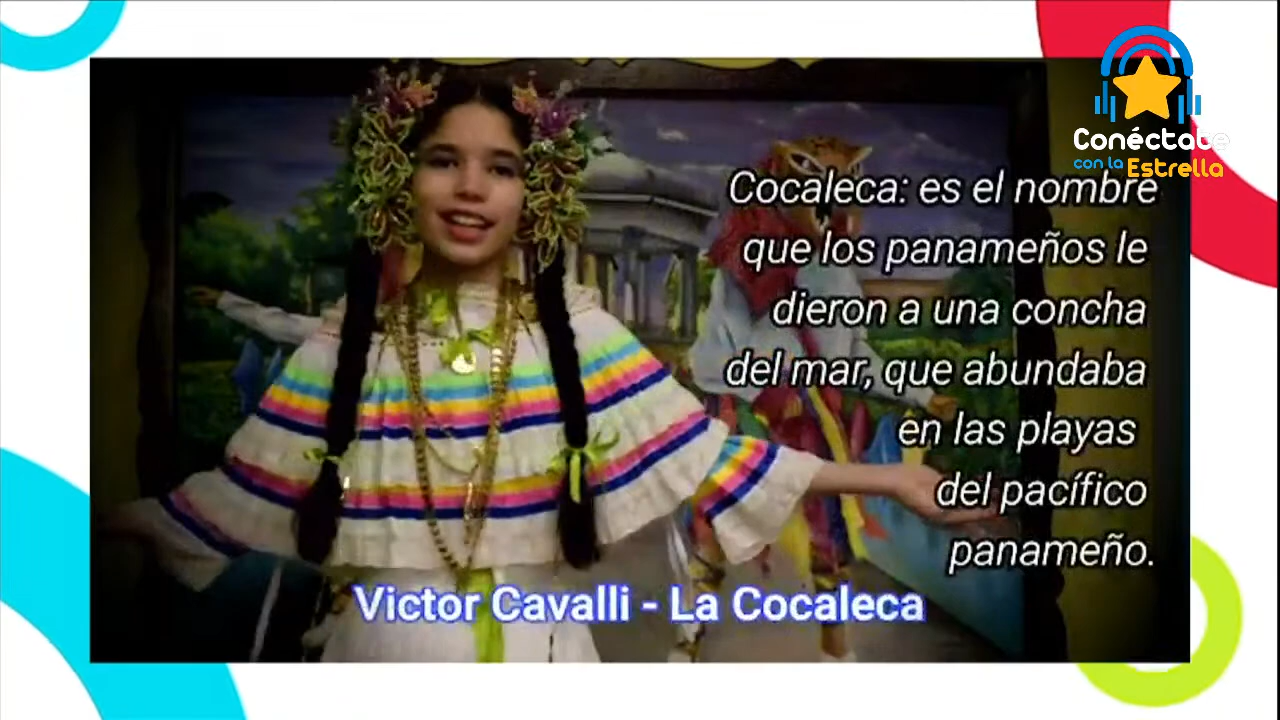 Conéctate
con la Estrella
Cocaleca: es el nombre
que los panameños le
dieron a una concha
del mar, que abundaba
en las playas
del pacífico
panameño.
Victor Cavalli - La Cocaleca